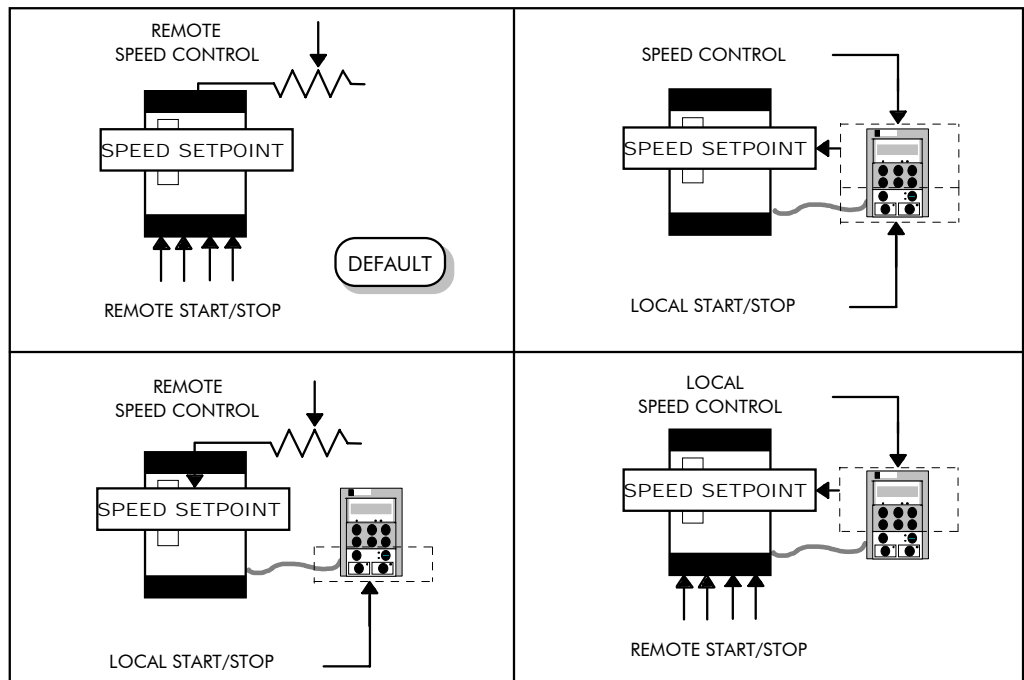 REMOTE
SPEED CONTROL
SPEED SETPOINT
DEFAULT
REMOTE START/STOP
SPEED CONTROL
SPEED SETPOINT
LOCAL START/STOP
REMOTE
SPEED CONTROL
SPEED SETPOINT
LOCAL START/STOP
LOCAL
SPEED CONTROL
SPEED SETPOINT
REMOTE START/STOP